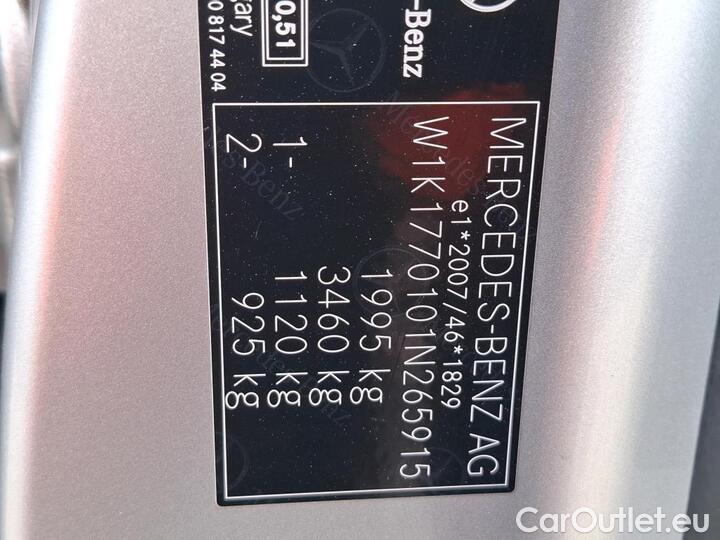 -Benz
0,51
gary
0 817 44 04
MERCEDES-BENZ AG
e1*2007/46*1829
W1K1770101N265915
1995 kg
3460 kg
1- 1120 kg
2- 925 kg
CarOutlet.eu